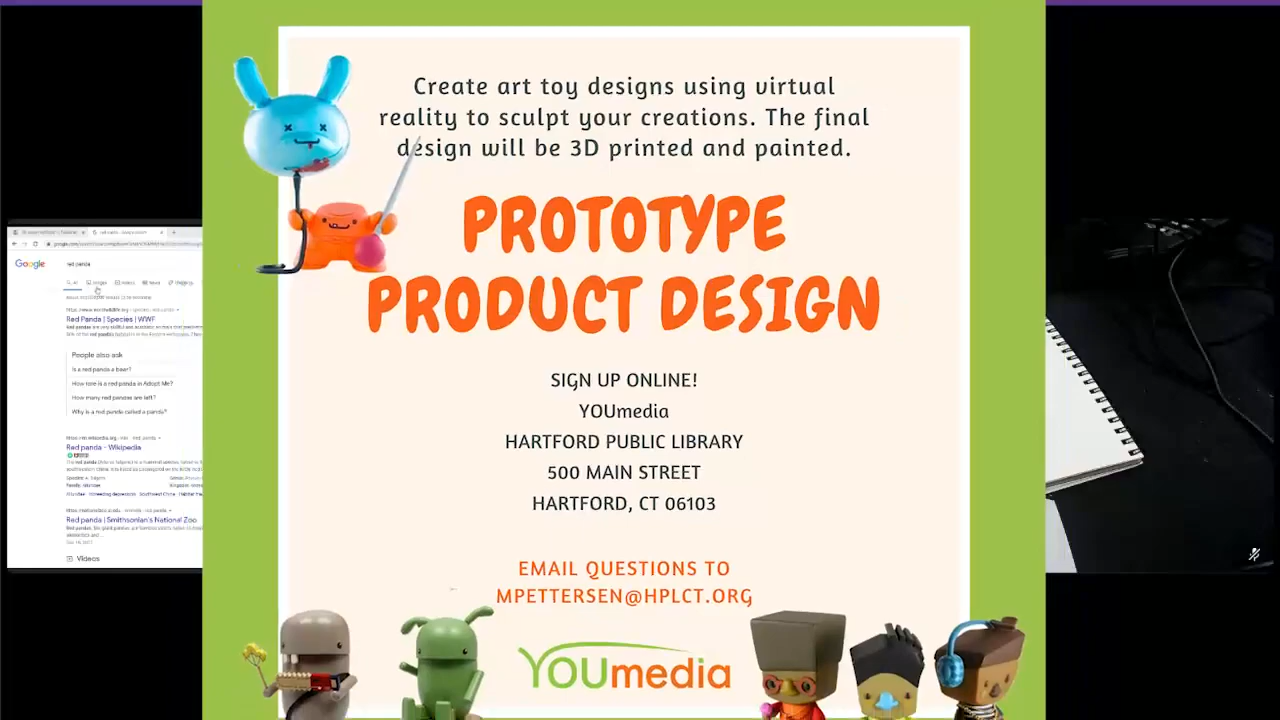 Create art toy designs using virtual
reality to sculpt your creations. The final
design will be 3D printed and painted.
PROTOTYPE
PRODUCT DESIGN
SIGN UP ONLINE!
YOUmedia
HARTFORD PUBLIC LIBRARY
500 MAIN STREET
HARTFORD, CT 06103
EMAIL QUESTIONS TO
MPETTERSEN@HPLCT.ORG
YOUmedia
Google
red panda
Red Panda | Species | WWF
People also ask
Is a red panda a bear?
How rare is a red panda in Adopt Me?
How many red pandas are left?
Why is a red panda called a panda?
Red panda - Wikipedia
Red panda | Smithsonian's National Zoo
Videos